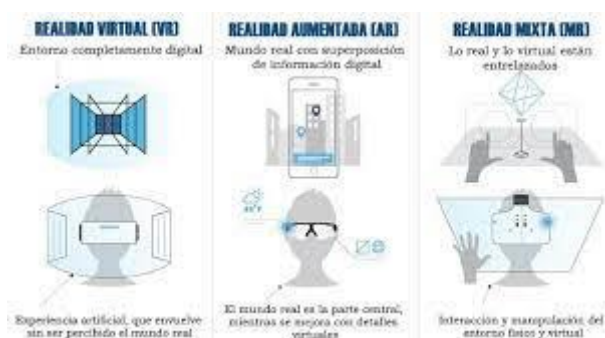 REALIDAD VIRTUAL (VR)
Entorno completamente digital
Experiencia artificial, que envuelve
sin ser percibido el mundo real
REALIDAD AUMENTADA (AR)
Mundo real con superposición
de información digital
El mundo real es la parte central,
mientras se mejora con detalles
virtuales
REALIDAD MIXTA (MR)
Lo real y lo virtual están
entrelazados
Interacción y manipulación del
entorno físico y virtual